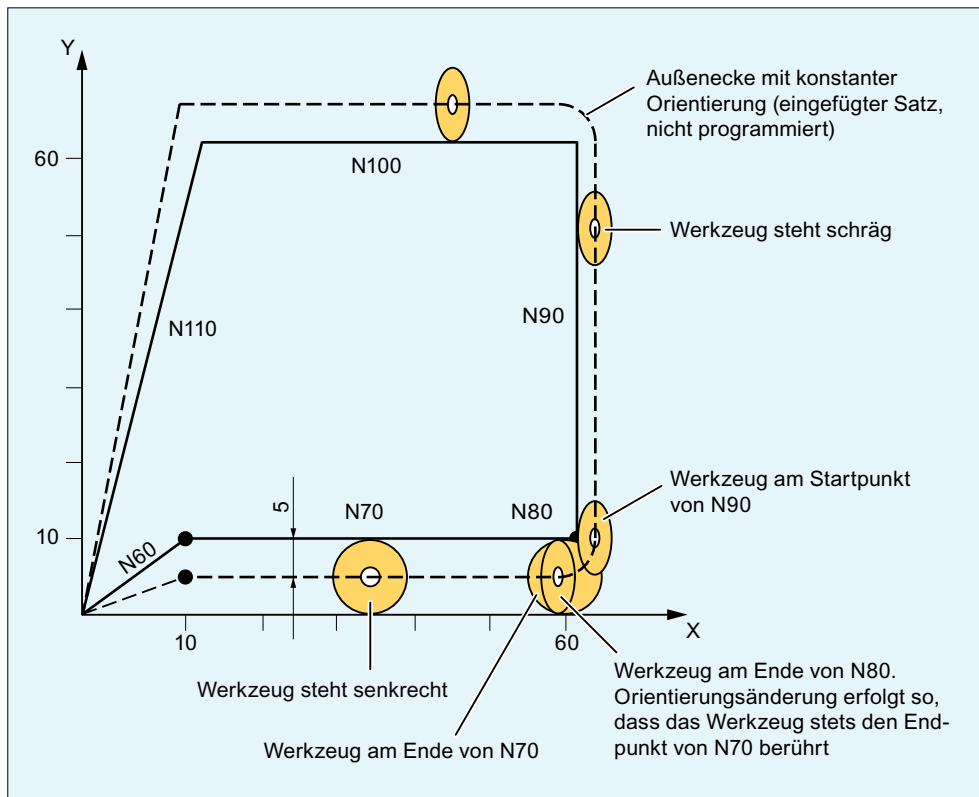 Y
Außenecke mit konstanter
Orientierung (eingefügter Satz,
nicht programmiert)
60
N100
Werkzeug steht schräg
N110
N90
Werkzeug am Startpunkt
von N90
5
N70
N80
10
N60
X
10
60
Werkzeug steht senkrecht
Werkzeug am Ende von N80.
Orientierungsänderung erfolgt so,
dass das Werkzeug stets den End-
punkt von N70 berührt
Werkzeug am Ende von N70